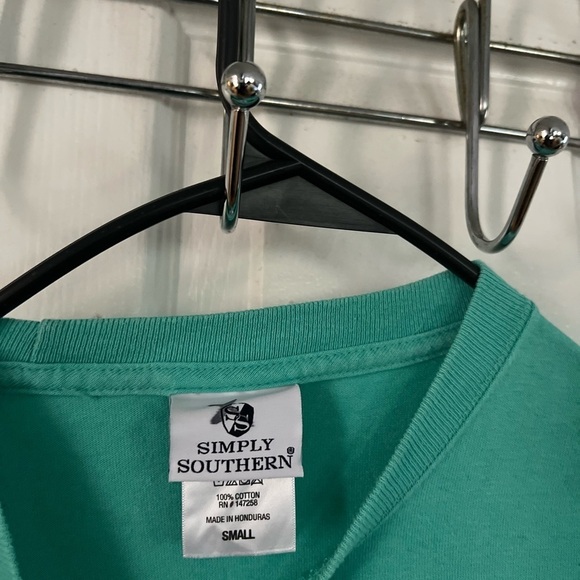 SS
SIMPLY
SOUTHERN®
100% COTTON
RN # 147258
MADE IN HONDURAS
SMALL